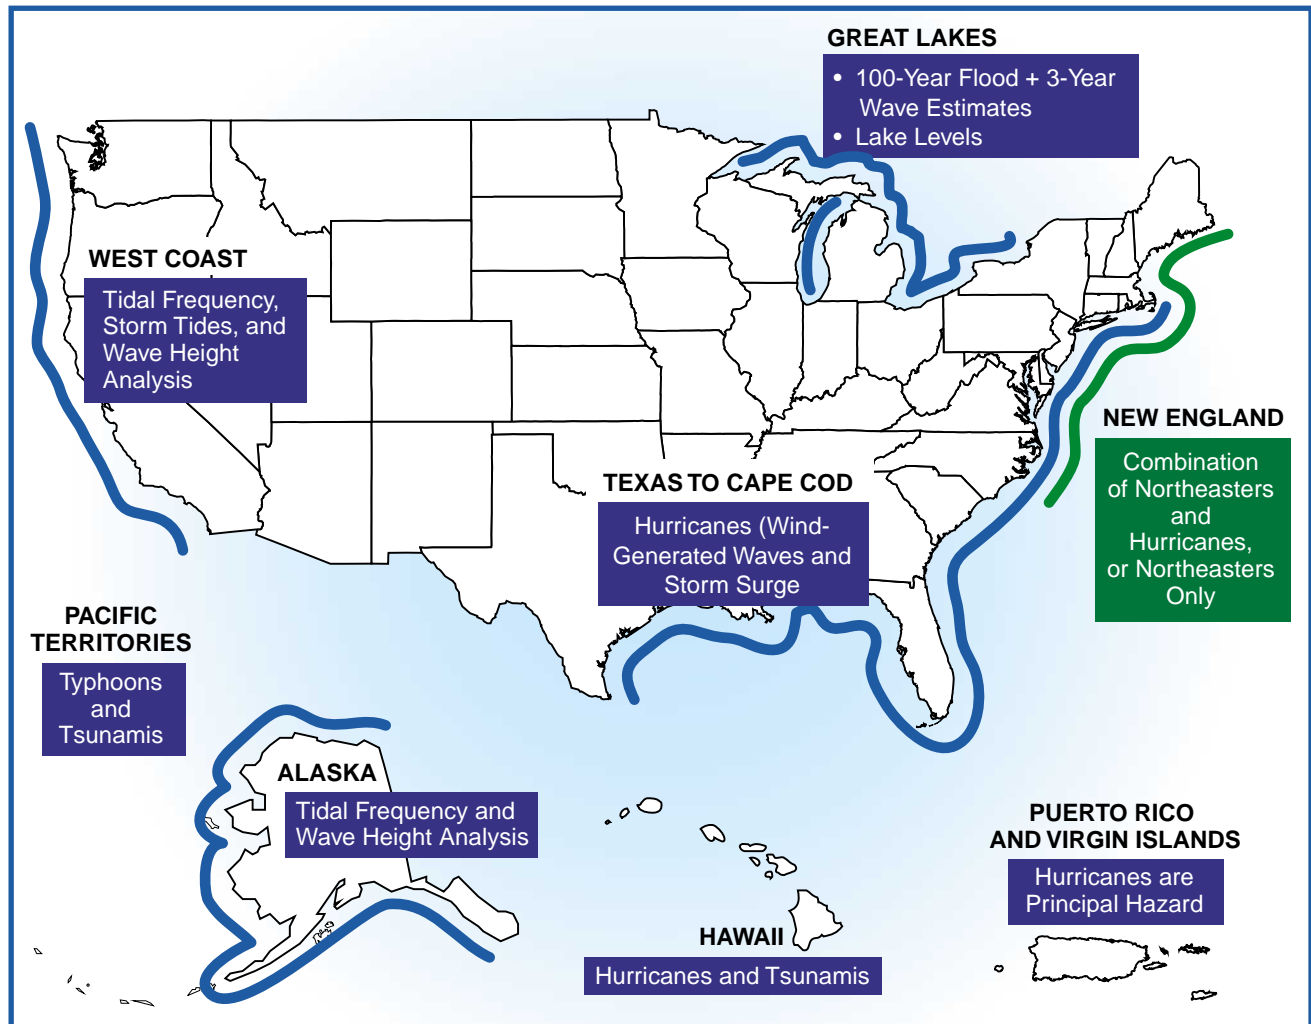 GREAT LAKES
• 100-Year Flood + 3-Year
Wave Estimates
• Lake Levels
WEST COAST
Tidal Frequency,
Storm Tides, and
Wave Height
Analysis
NEW ENGLAND
Combination
of Northeasters
and
Hurricanes,
or Northeasters
Only
TEXAS TO CAPE COD
Hurricanes (Wind-
Generated Waves and
Storm Surge
PACIFIC
TERRITORIES
Typhoons
and
Tsunamis
ALASKA
Tidal Frequency and
Wave Height Analysis
HAWAII
Hurricanes and Tsunamis
PUERTO RICO
AND VIRGIN ISLANDS
Hurricanes are
Principal Hazard